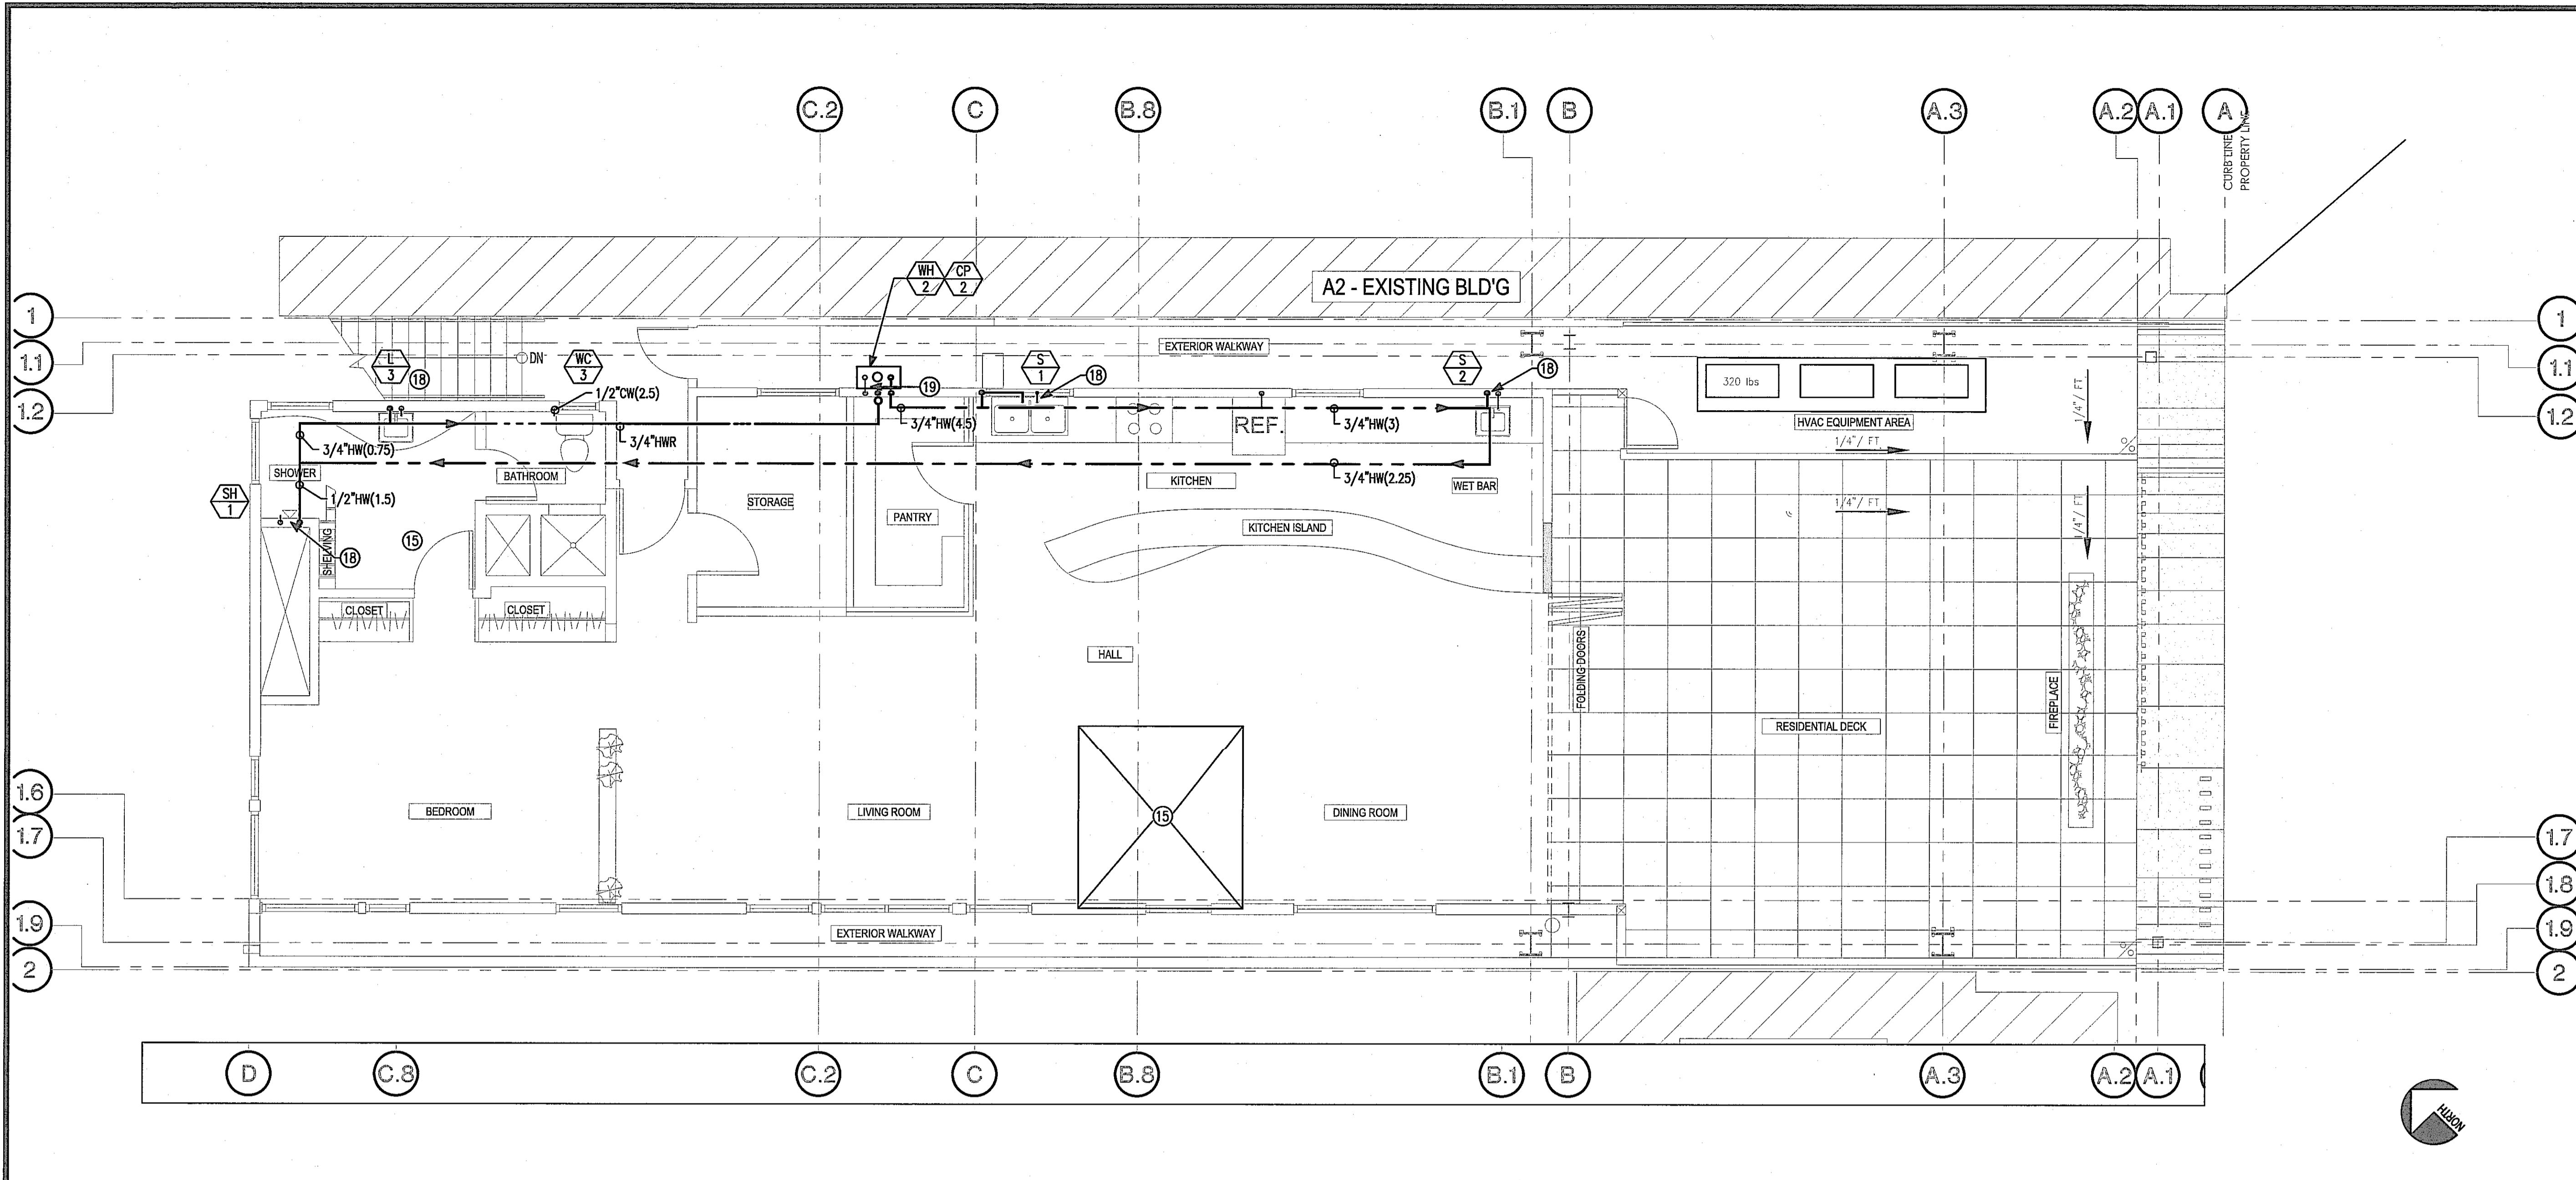 C.2
C
B.8
B.1
B
A.3
A.2
A.1
A
CURB LINE
PROPERTY LINE
WH
2
CP
2
A2 - EXISTING BLD'G
1
1
1.1
1.1
1.2
1.2
EXTERIOR WALKWAY
L
3
18
DN
WC
3
1/2"CW(2.5)
19
S
1
18
S
2
18
320 lbs
1/4"/ FT.
HVAC EQUIPMENT AREA
3/4"HW(0.75)
3/4"HWR
3/4"HW(4.5)
REF.
3/4"HW(3)
1/4"/ FT
SHOWER
BATHROOM
SH
1
1/2"HW(1.5)
STORAGE
PANTRY
KITCHEN
3/4"HW(2.25)
WET BAR
1/4"/ FT
1/4"/ FT
KITCHEN ISLAND
SHELVING
18
15
CLOSET
CLOSET
HALL
FOLDING DOORS
FIREPLACE
RESIDENTIAL DECK
1.6
1.7
BEDROOM
LIVING ROOM
15
DINING ROOM
1.7
1.8
1.9
1.9
EXTERIOR WALKWAY
2
2
D
C.8
C.2
C
B.8
B.1
B
A.3
A.2
A.1
NORTH